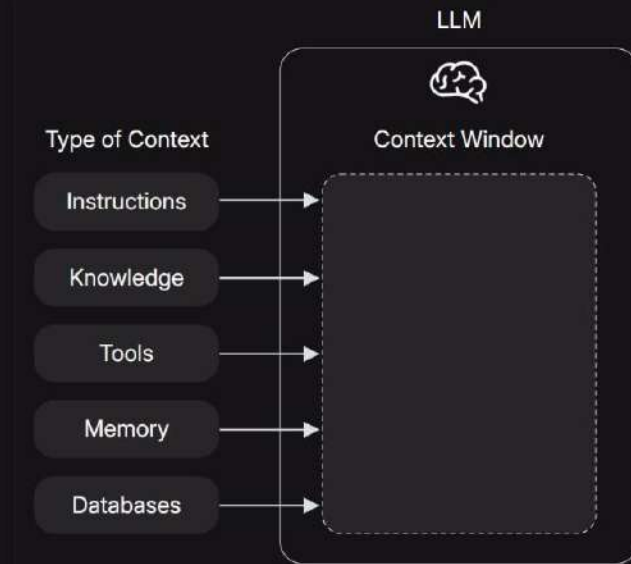 LLM
Type of Context
Context Window
Instructions
Knowledge
Tools
Memory
Databases